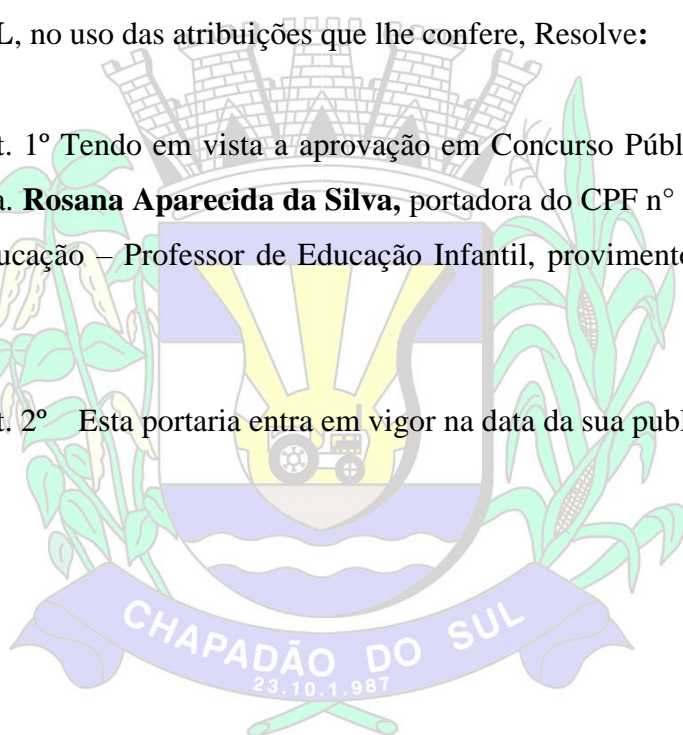 L, no uso das atribuições que lhe confere, Resolve:
t. 1º Tendo em vista a aprovação em Concurso Públ
a. Rosana Aparecida da Silva, portadora do CPF n°
ucação – Professor de Educação Infantil, provimento
t. 2º Esta portaria entra em vigor na data da sua publ
CHAPADÃO DO SUL
23.10.1.987